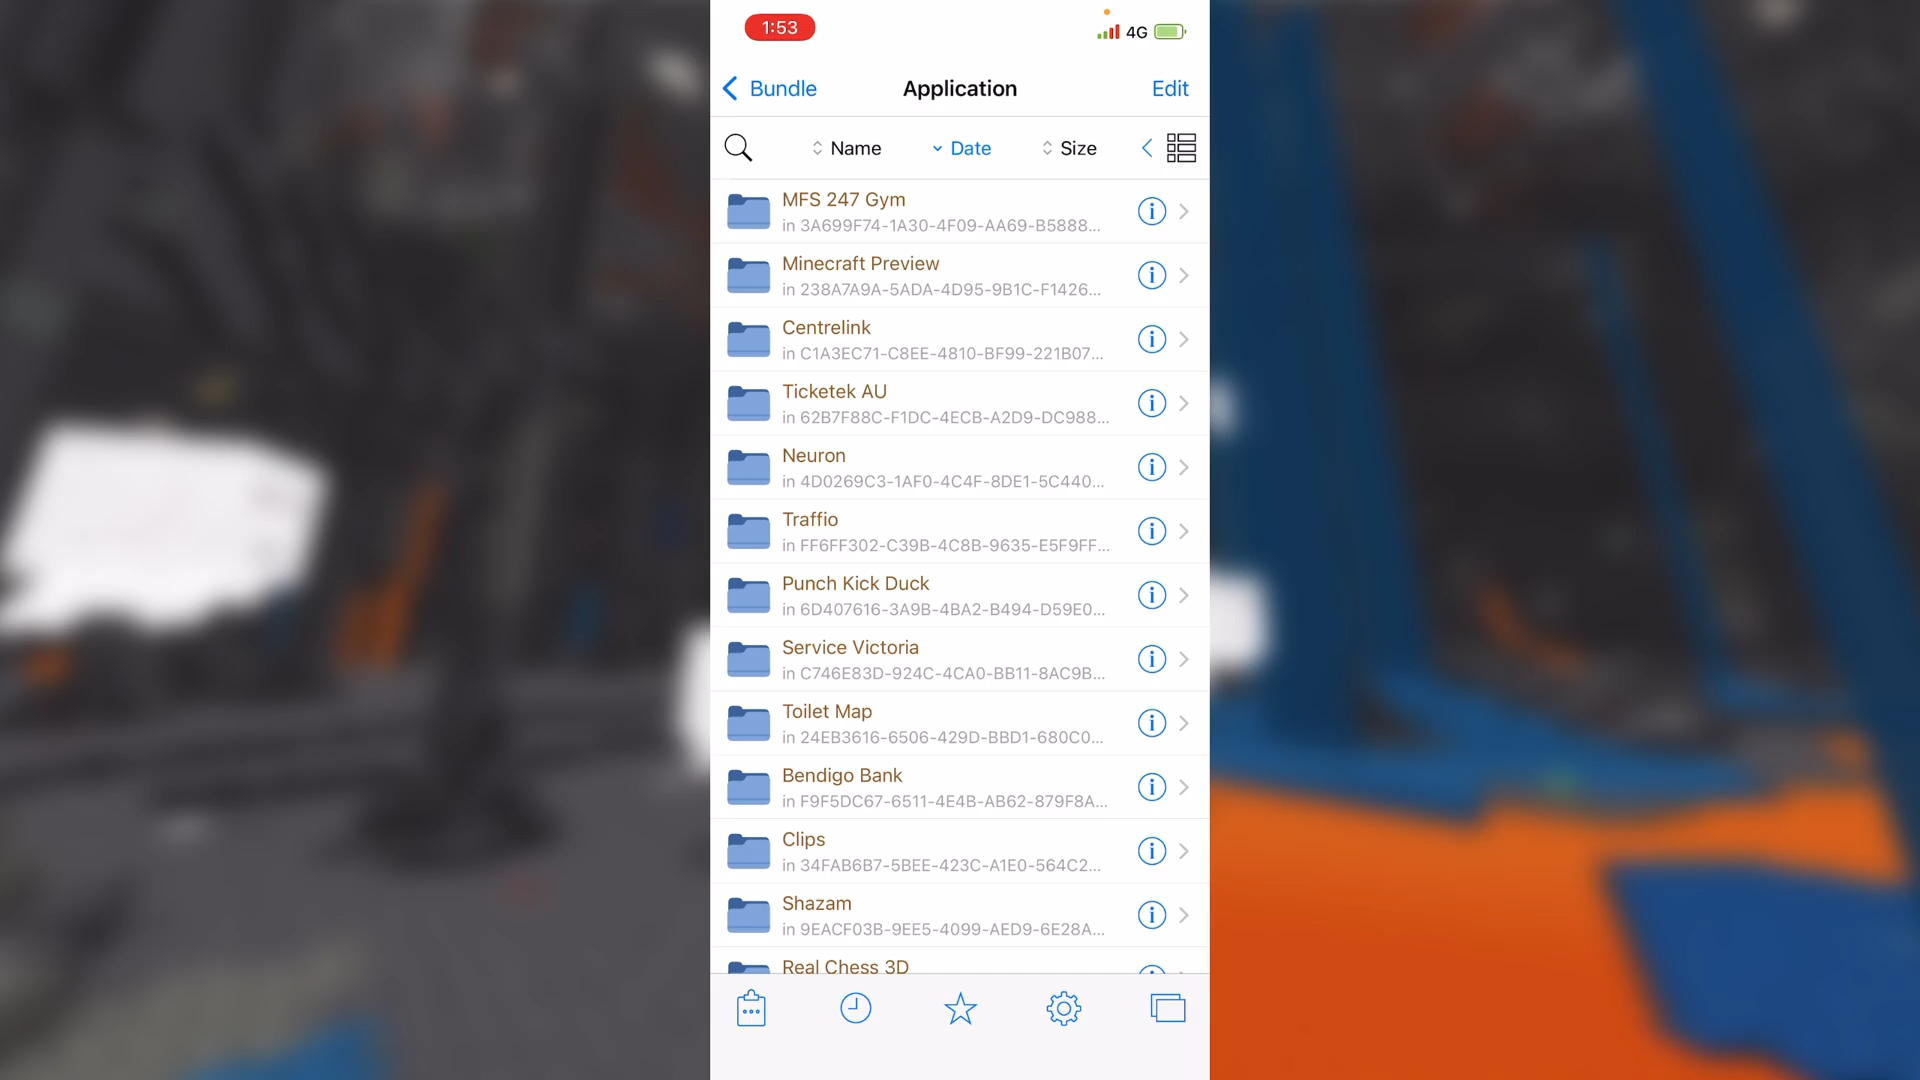 1:53
4G
Bundle
Application
Edit
Name
Date
Size
MFS 247 Gym
in 3A699F74-1A30-4F09-AA69-B5888...
Minecraft Preview
in 238A7A9A-5ADA-4D95-9B1C-F1426...
Centrelink
in C1A3EC71-C8EE-4810-BF99-221B07...
Ticketek AU
in 62B7F88C-F1DC-4ECB-A2D9-DC988...
Neuron
in 4D0269C3-1AF0-4C4F-8DE1-5C440...
Traffio
in FF6FF302-C39B-4C8B-9635-E5F9FF...
Punch Kick Duck
in 6D407616-3A9B-4BA2-B494-D59E0...
Service Victoria
in C746E83D-924C-4CA0-BB11-8AC9B...
Toilet Map
in 24EB3616-6506-429D-BBD1-680C0...
Bendigo Bank
in F9F5DC67-6511-4E4B-AB62-879F8A...
Clips
in 34FAB6B7-5BEE-423C-A1E0-564C2...
Shazam
in 9EACF03B-9EE5-4099-AED9-6E28A...
Real Chess 3D